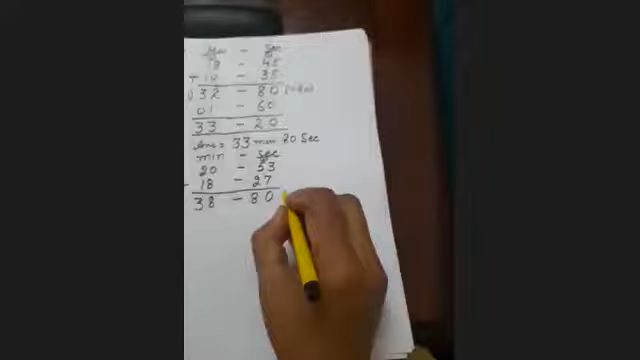 min - Sec
18 - 45
+ 14 - 35
32 - 80
01 - 60
33 - 20
Ans = 33 min 20 Sec
min - Sec
20 - 53
18 - 27
38 - 80